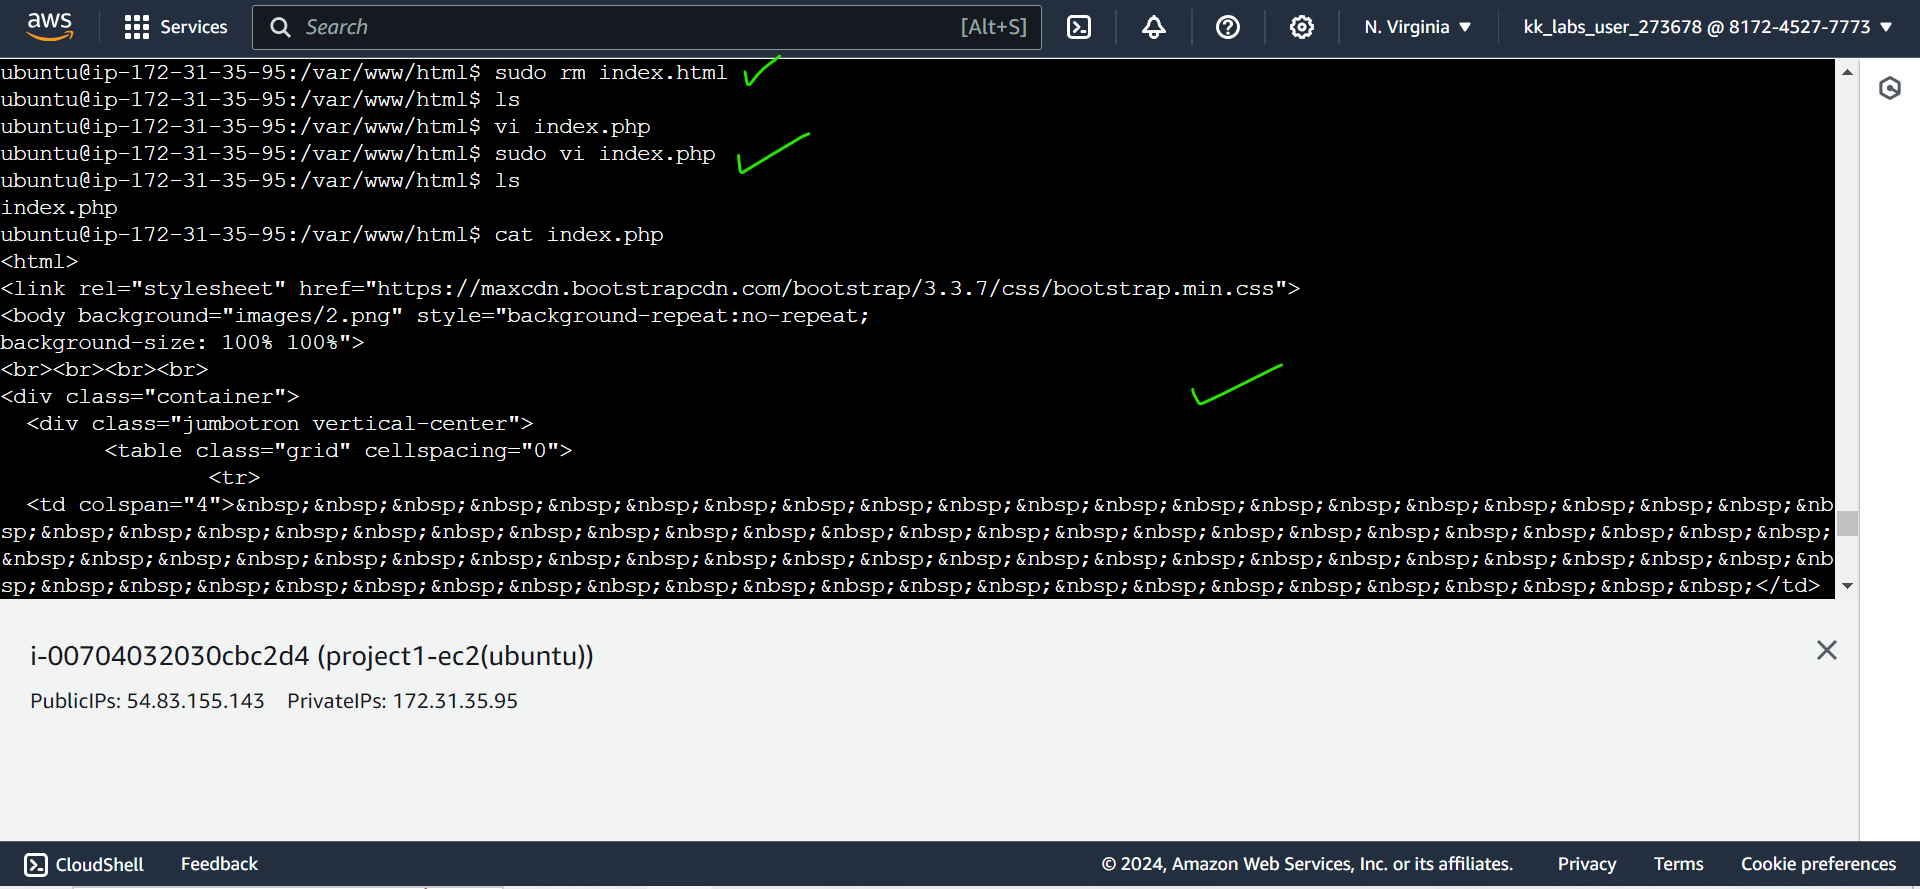 aws
Services
Search
[Alt+S]
N. Virginia
kk_labs_user_273678 @ 8172-4527-7773
ubuntu@ip-172-31-35-95:/var/www/html$ sudo rm index.html
ubuntu@ip-172-31-35-95:/var/www/html$ ls
ubuntu@ip-172-31-35-95:/var/www/html$ vi index.php
ubuntu@ip-172-31-35-95:/var/www/html$ sudo vi index.php
ubuntu@ip-172-31-35-95:/var/www/html$ ls
index.php
ubuntu@ip-172-31-35-95:/var/www/html$ cat index.php
<html>
<link rel="stylesheet" href="https://maxcdn.bootstrapcdn.com/bootstrap/3.3.7/css/bootstrap.min.css">
<body background="images/2.png" style="background-repeat:no-repeat;
background-size: 100% 100%">
<br><br><br><br>
<div class="container">
  <div class="jumbotron vertical-center">
        <table class="grid" cellspacing="0">
                <tr>
  <td colspan="4">&nbsp;&nbsp;&nbsp;&nbsp;&nbsp;&nbsp;&nbsp;&nbsp;&nbsp;&nbsp;&nbsp;&nbsp;&nbsp;&nbsp;&nbsp;&nbsp;&nbsp;&nbsp;&nbsp;&nbsp;&nb
sp;&nbsp;&nbsp;&nbsp;&nbsp;&nbsp;&nbsp;&nbsp;&nbsp;&nbsp;&nbsp;&nbsp;&nbsp;&nbsp;&nbsp;&nbsp;&nbsp;&nbsp;&nbsp;&nbsp;&nbsp;&nbsp;&nbsp;&nbsp;
&nbsp;&nbsp;&nbsp;&nbsp;&nbsp;&nbsp;&nbsp;&nbsp;&nbsp;&nbsp;&nbsp;&nbsp;&nbsp;&nbsp;&nbsp;&nbsp;&nbsp;&nbsp;&nbsp;&nbsp;&nbsp;&nbsp;&nbsp;&nb
sp;&nbsp;&nbsp;&nbsp;&nbsp;&nbsp;&nbsp;&nbsp;&nbsp;&nbsp;&nbsp;&nbsp;&nbsp;&nbsp;&nbsp;&nbsp;&nbsp;&nbsp;&nbsp;&nbsp;&nbsp;&nbsp;&nbsp;</td>
i-00704032030cbc2d4 (project1-ec2(ubuntu))
PublicIPs: 54.83.155.143 PrivateIPs: 172.31.35.95
CloudShell
Feedback
© 2024, Amazon Web Services, Inc. or its affiliates.
Privacy
Terms
Cookie preferences